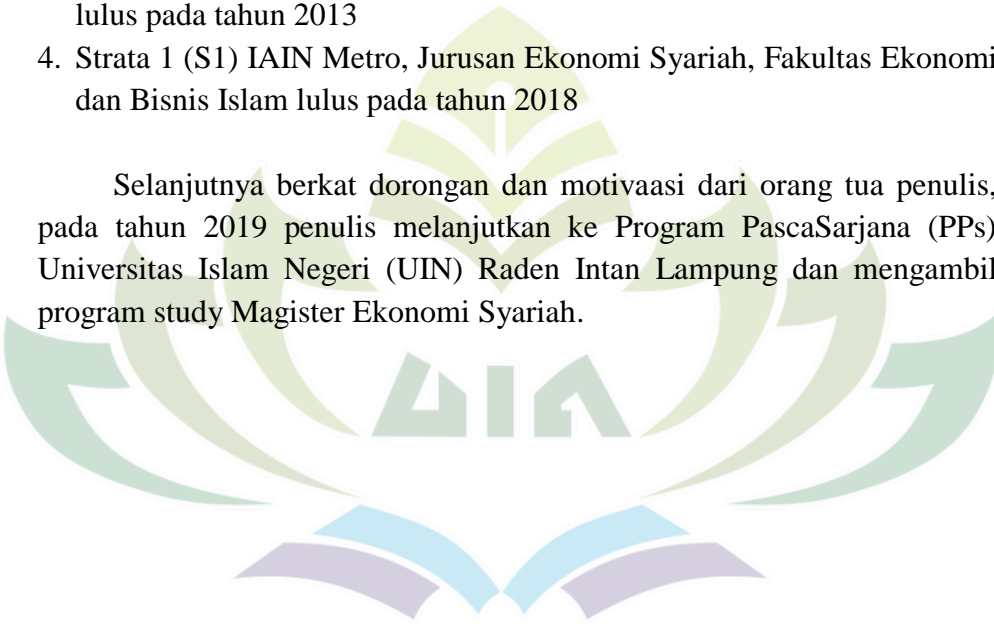 lulus pada tahun 2013
4. Strata 1 (S1) IAIN Metro, Jurusan Ekonomi Syariah, Fakultas Ekonomi
dan Bisnis Islam lulus pada tahun 2018
Selanjutnya berkat dorongan dan motivaasi dari orang tua penulis,
pada tahun 2019 penulis melanjutkan ke Program PascaSarjana (PPs)
Universitas Islam Negeri (UIN) Raden Intan Lampung dan mengambil
program study Magister Ekonomi Syariah.
UIN